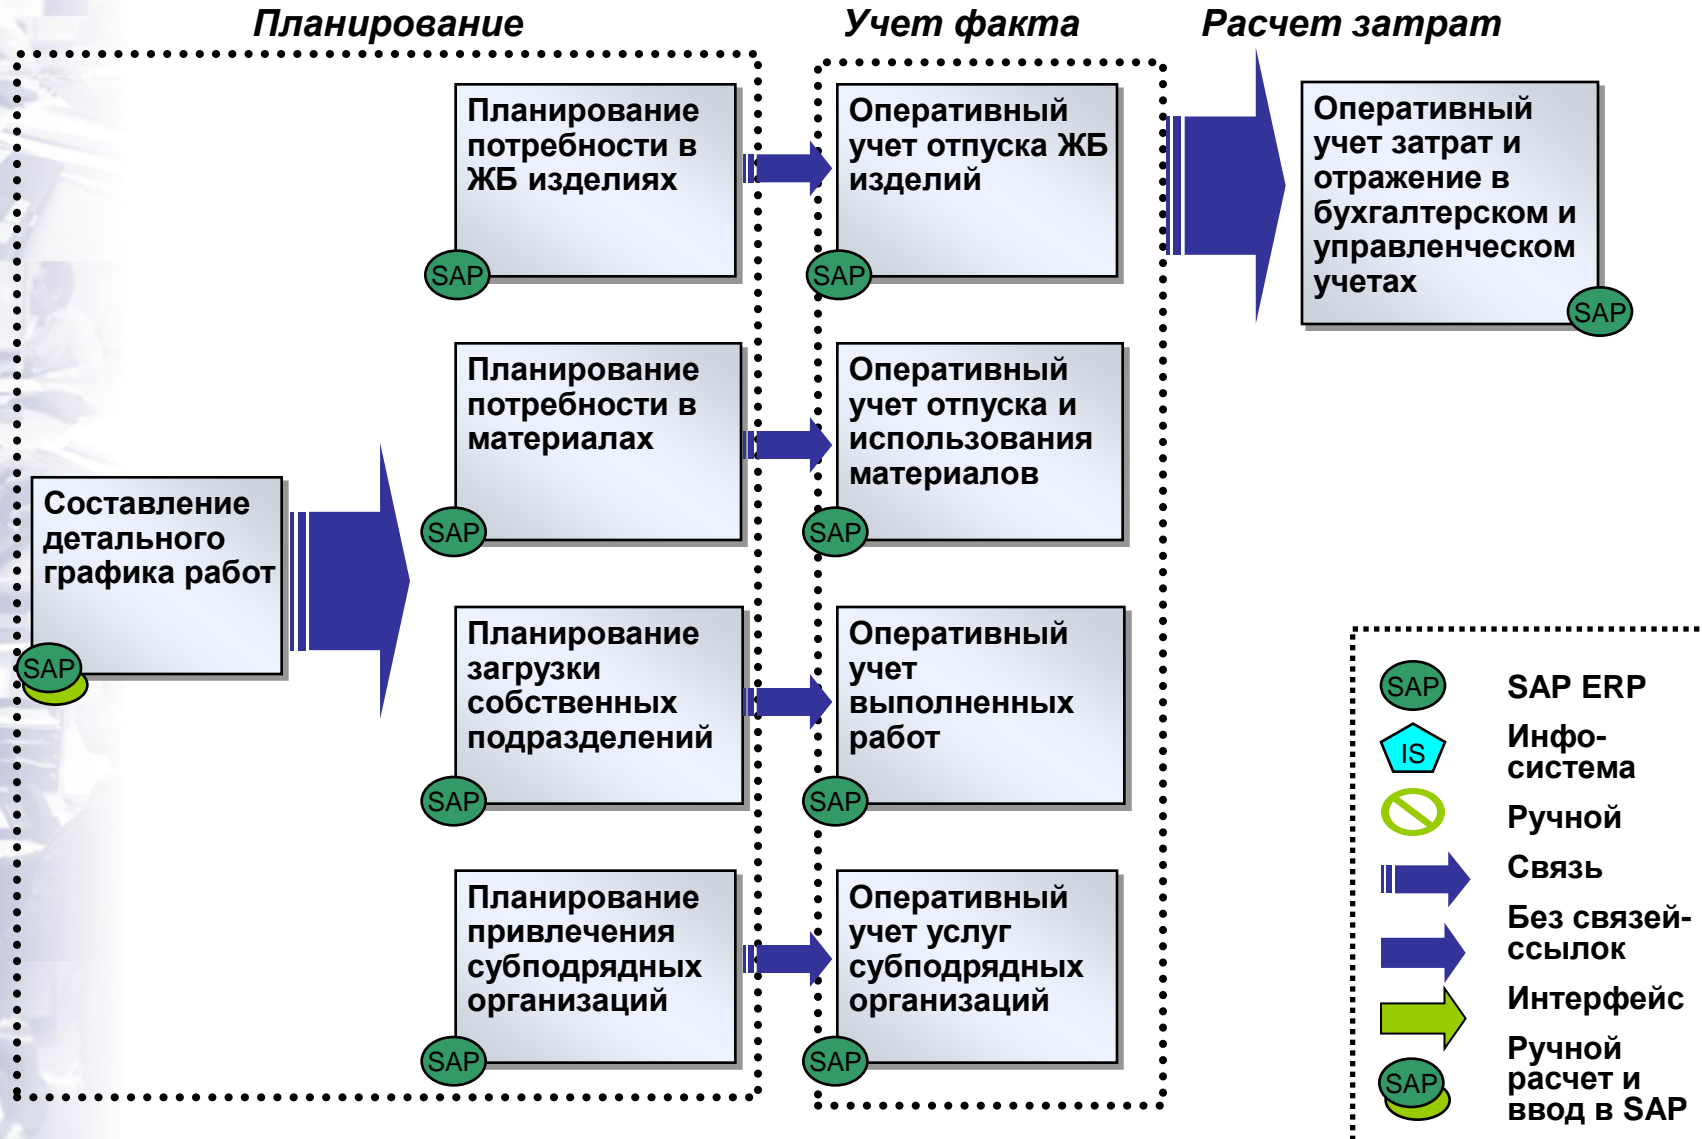 Планирование
Учет факта
Расчет затрат
Планирование
потребности в
ЖБ изделиях
SAP
Оперативный
учет отпуска ЖБ
изделий
SAP
Оперативный
учет затрат и
отражение в
бухгалтерском и
управленческом
учетах
SAP
Планирование
потребности в
материалах
SAP
Оперативный
учет отпуска и
использования
материалов
SAP
Составление
детального
графика работ
SAP
Планирование
загрузки
собственных
подразделений
SAP
Оперативный
учет
выполненных
работ
SAP
Планирование
привлечения
субподрядных
организаций
SAP
Оперативный
учет услуг
субподрядных
организаций
SAP
SAP
SAP ERP
IS
Инфо-
система
Ручной
Связь
Без связей-
ссылок
Интерфейс
SAP
Ручной
расчет и
ввод в SAP